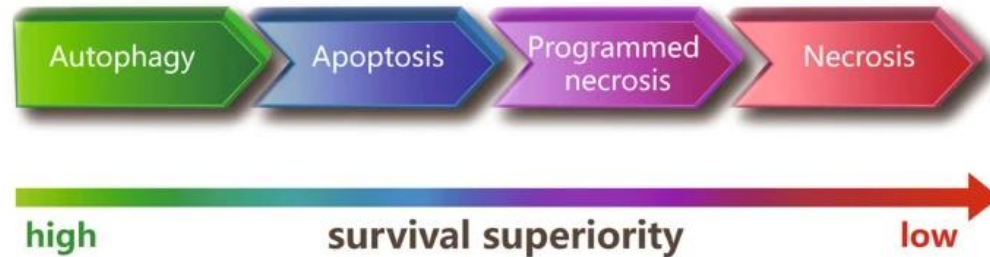 Autophagy
Apoptosis
Programmed
necrosis
Necrosis
high
survival superiority
low